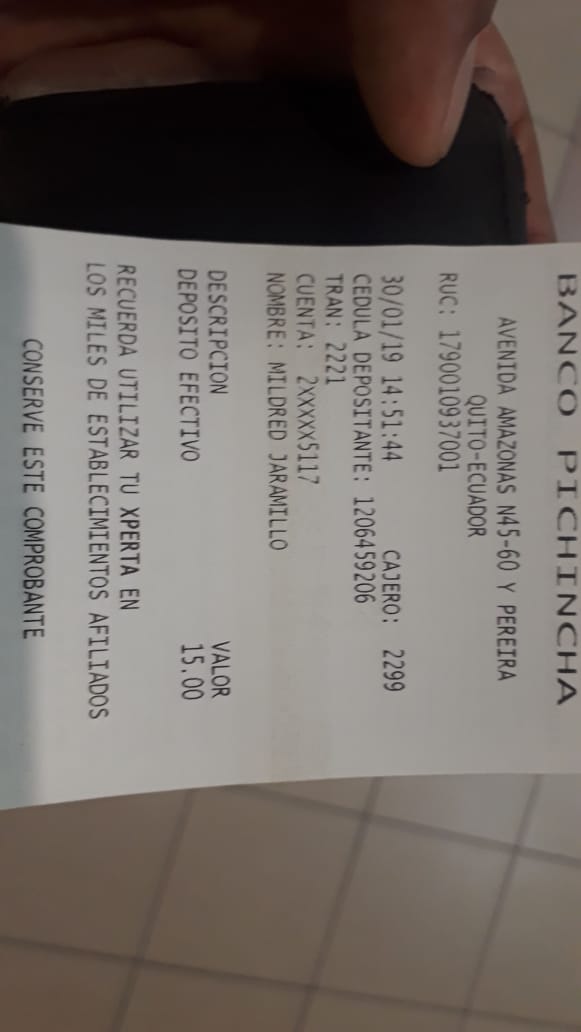 BANCO PICHINCHA
AVENIDA AMAZONAS N45-60 Y PEREIRA
QUITO-ECUADOR
RUC: 1790010937001
30/01/19 14:51:44 CAJERO: 2299
CEDULA DEPOSITANTE: 1206459206
TRAN: 2221
CUENTA: 2XXXXX5117
NOMBRE: MILDRED JARAMILLO
DESCRIPCION VALOR
DEPOSITO EFECTIVO 15.00
RECUERDA UTILIZAR TU XPERTA EN
LOS MILES DE ESTABLECIMIENTOS AFILIADOS
CONSERVE ESTE COMPROBANTE